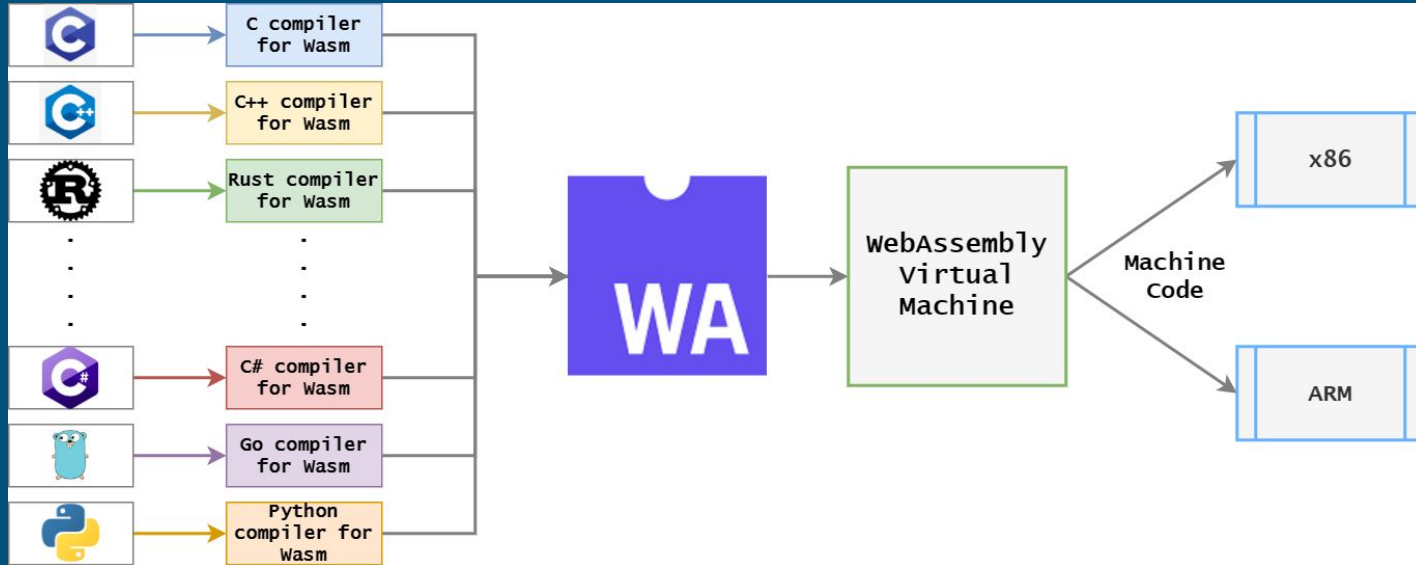 C
C compiler
for Wasm
C++
C++ compiler
for Wasm
R
Rust compiler
for Wasm
C#
C# compiler
for Wasm
Go compiler
for Wasm
Python
compiler for
Wasm
WA
WebAssembly
Virtual
Machine
Machine
Code
x86
ARM